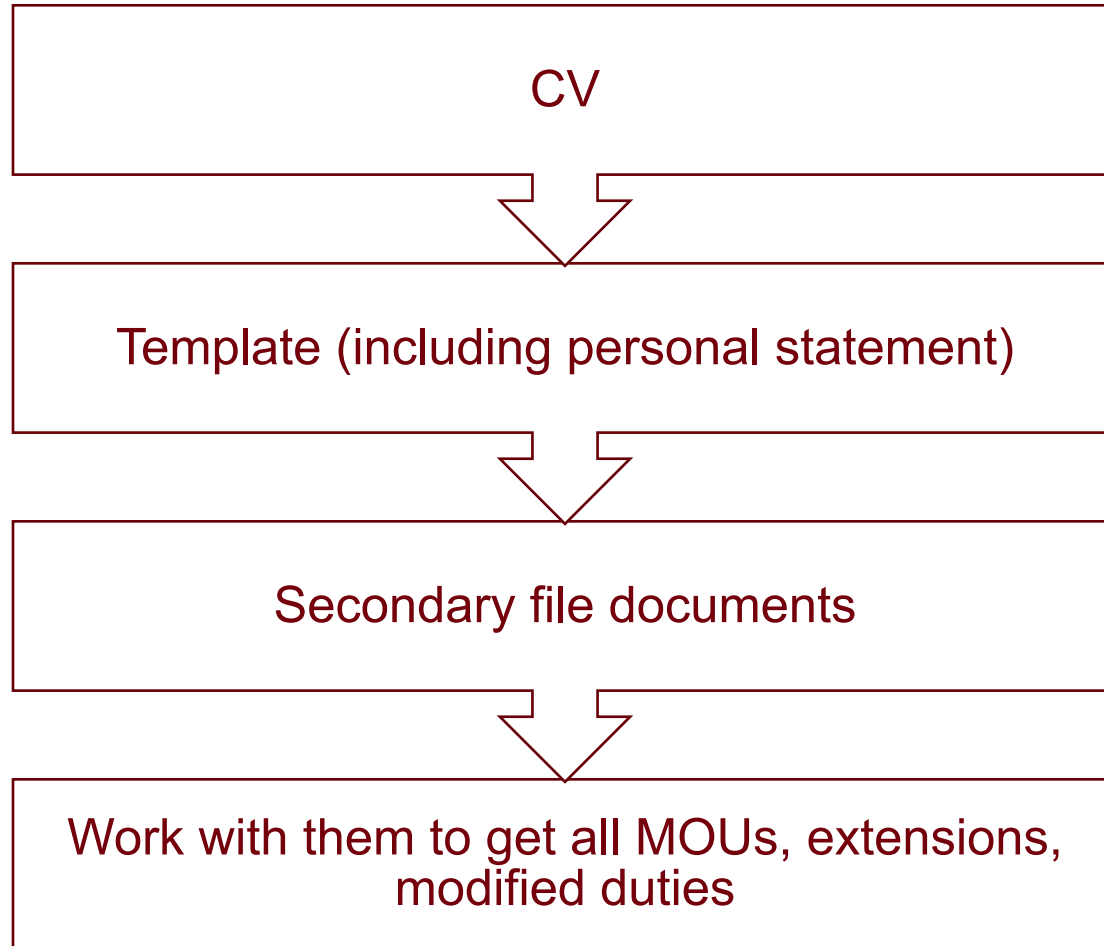 CV
Template (including personal statement)
Secondary file documents
Work with them to get all MOUs, extensions,
modified duties